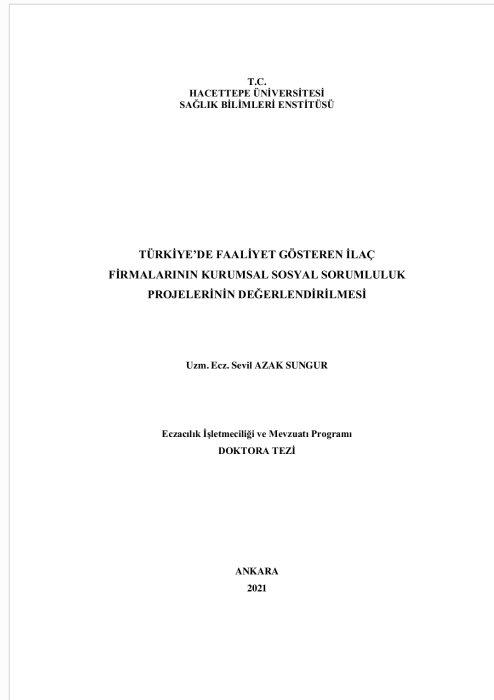 T.C.
HACETTEPE ÜNİVERSİTESİ
SAĞLIK BİLİMLERİ ENSTİTÜSÜ
TÜRKİYE’DE FAALİYET GÖSTEREN İLAÇ
FİRMALARININ KURUMSAL SOSYAL SORUMLULUK
PROJELERİNİN DEĞERLENDİRİLMESİ
Uzm. Ecz. Sevil AZAK SUNGUR
Eczacılık İşletmeciliği ve Mevzuatı Programı
DOKTORA TEZİ
ANKARA
2021